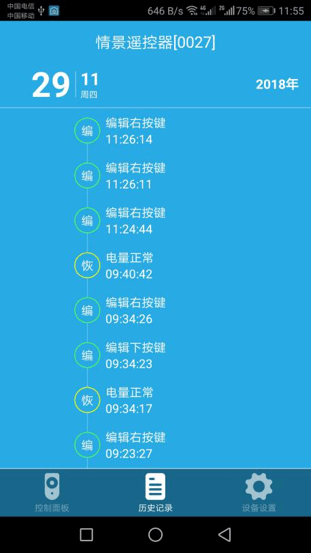 中国电信
中国移动
646 B/s
4G
2G
75%
11:55
情景遥控器[0027]
29
11
周四
2018年
编
编辑右按键
11:26:14
编
编辑右按键
11:26:11
编
编辑右按键
11:24:44
恢
电量正常
09:40:42
编
编辑右按键
09:34:26
编
编辑下按键
09:34:23
恢
电量正常
09:34:17
编
编辑右按键
09:23:27
控制面板
历史记录
设备设置